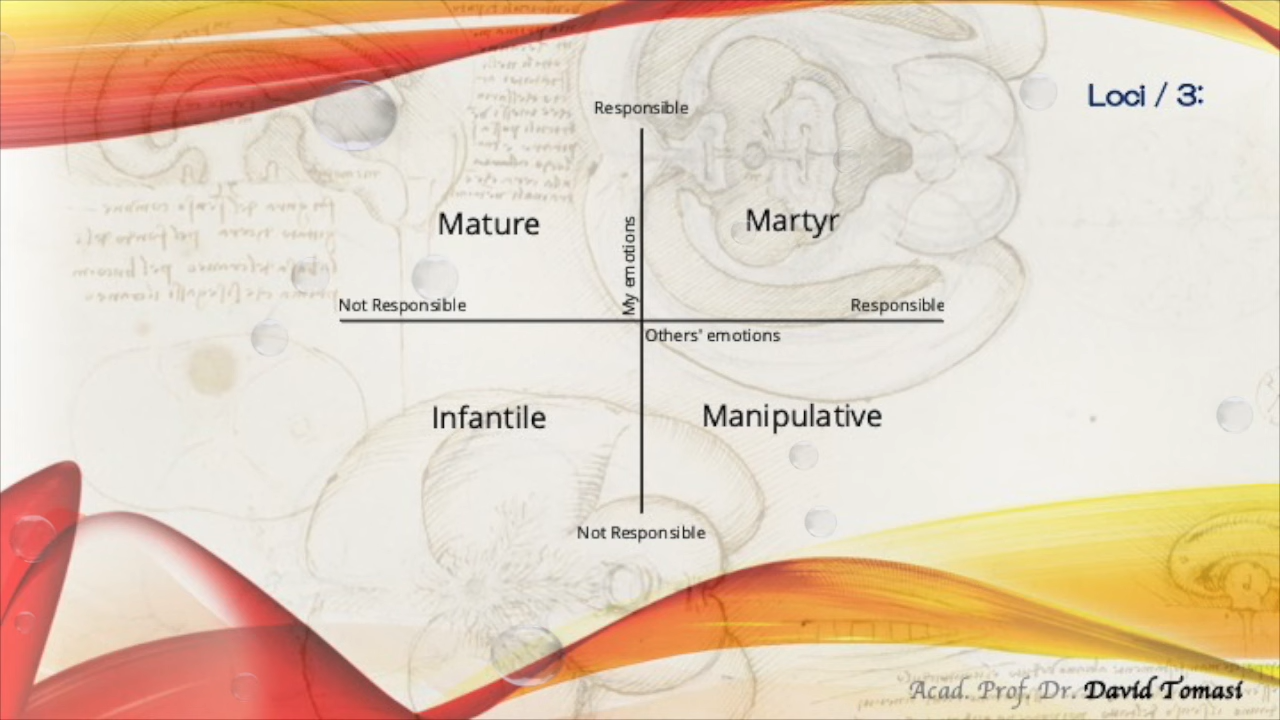 Loci / 3:
Responsible
Mature
Martyr
My emotions
Not Responsible
Responsible
Others' emotions
Infantile
Manipulative
Not Responsible
Acad. Prof. Dr. David Tomasi